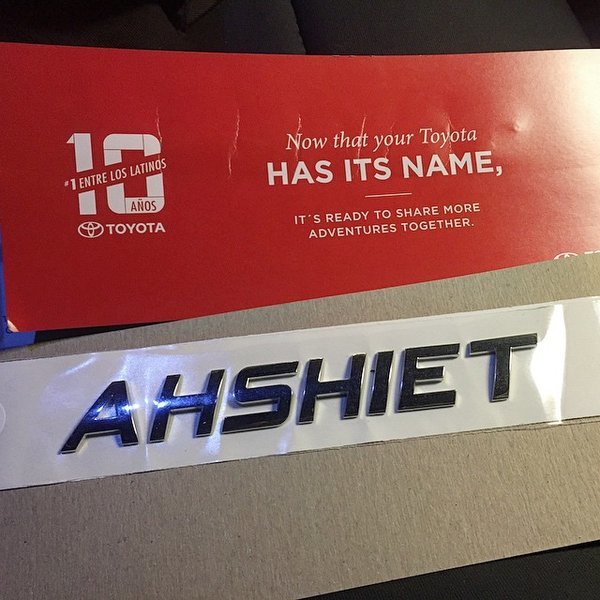 10
#1 ENTRE LOS LATINOS
AÑOS
TOYOTA
Now that your Toyota
HAS ITS NAME,
IT´S READY TO SHARE MORE
ADVENTURES TOGETHER.
AHSHIET